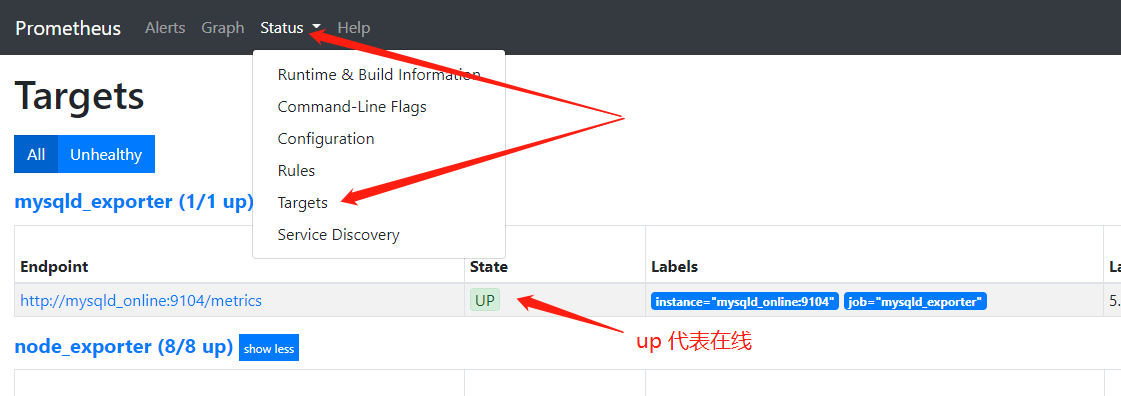 Prometheus Alerts Graph Status Help
Runtime & Build Information
Command-Line Flags
Configuration
Rules
Targets
Service Discovery
Targets
All Unhealthy
mysqld_exporter (1/1 up)
Endpoint State Labels La
http://mysqld_online:9104/metrics UP instance="mysqld_online:9104" job="mysqld_exporter" 5.
up 代表在线
node_exporter (8/8 up) show less